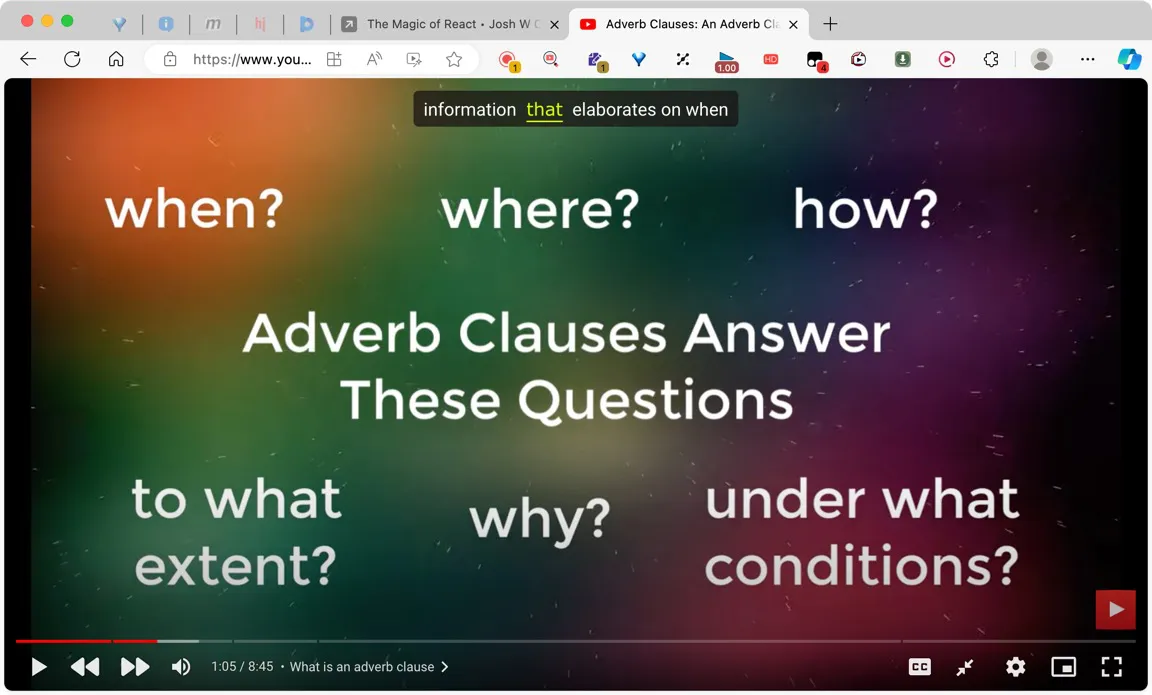 m
hj
The Magic of React • Josh W C
Adverb Clauses: An Adverb Cla
https://www.you...
1
1
1.00
HD
4
information that elaborates on when
when? where? how?
Adverb Clauses Answer
These Questions
to what
extent?
why?
under what
conditions?
1:05 / 8:45 • What is an adverb clause
CC